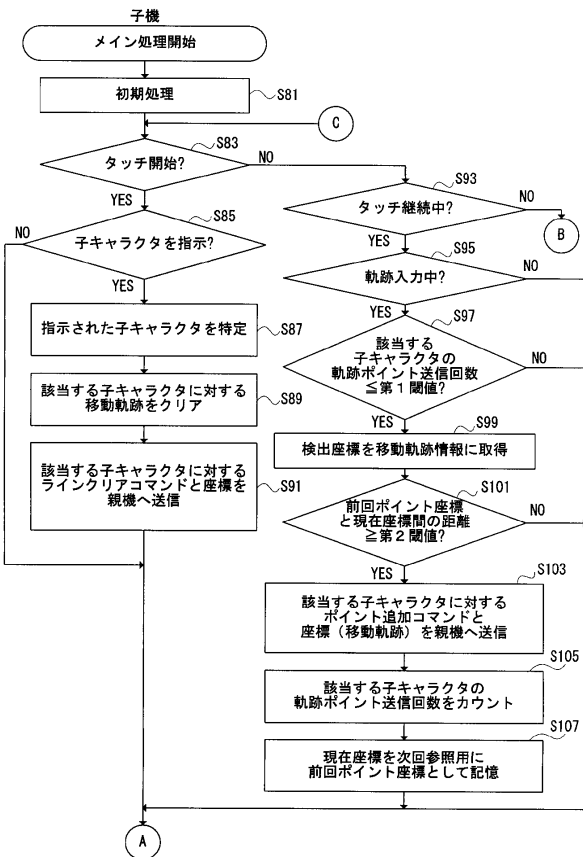 子機
メイン処理開始
初期処理
S81
C
タッチ開始?
S83
NO
YES
子キャラクタを指示?
S85
NO
YES
指示された子キャラクタを特定
S87
該当する子キャラクタに対する
移動軌跡をクリア
S89
該当する子キャラクタに対する
ラインクリアコマンドと座標を
親機へ送信
S91
タッチ継続中?
S93
NO
B
YES
軌跡入力中?
S95
NO
YES
該当する
子キャラクタの
軌跡ポイント送信回数
≦第1閾値?
S97
NO
YES
検出座標を移動軌跡情報に取得
S99
前回ポイント座標
と現在座標間の距離
≧第2閾値?
S101
NO
YES
該当する子キャラクタに対する
ポイント追加コマンドと
座標(移動軌跡)を親機へ送信
S103
該当する子キャラクタの
軌跡ポイント送信回数をカウント
S105
現在座標を次回参照用に
前回ポイント座標として記憶
S107
A